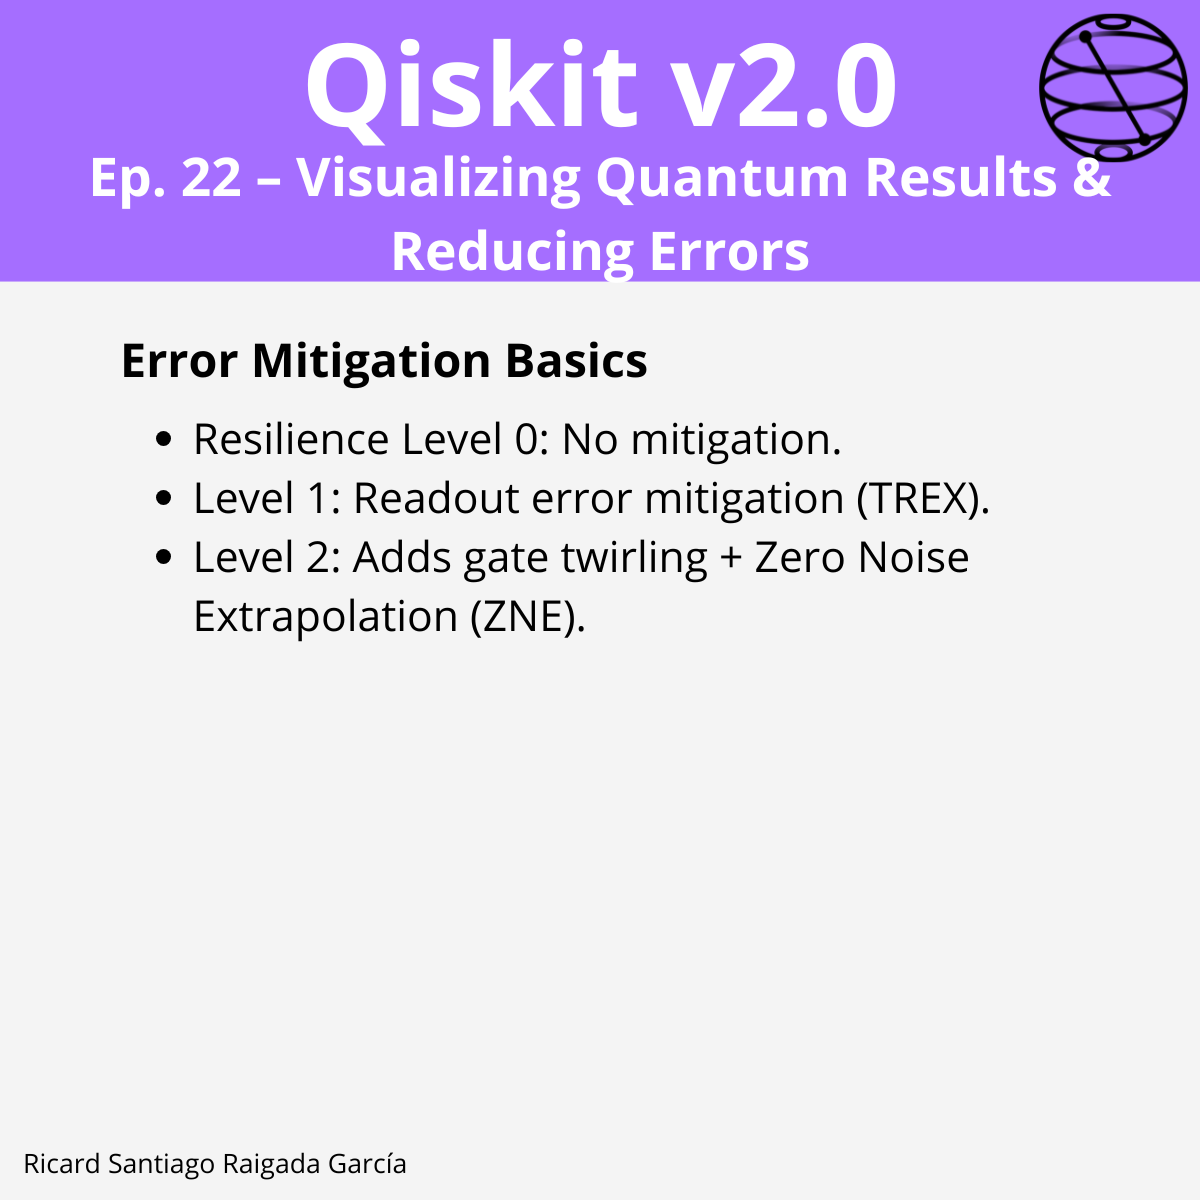 Qiskit v2.0
Ep. 22 – Visualizing Quantum Results &
Reducing Errors
Error Mitigation Basics
• Resilience Level 0: No mitigation.
• Level 1: Readout error mitigation (TREX).
• Level 2: Adds gate twirling + Zero Noise
Extrapolation (ZNE).
Ricard Santiago Raigada García